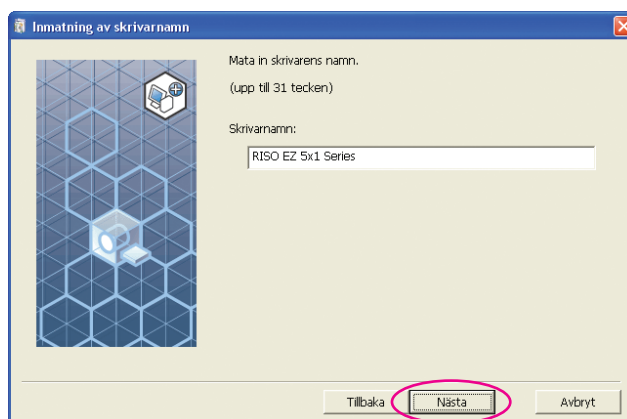 Inmatning av skrivarnamn
Mata in skrivarens namn.
(upp till 31 tecken)
Skrivarnamn:
RISO EZ 5x1 Series
Tillbaka Nästa Avbryt